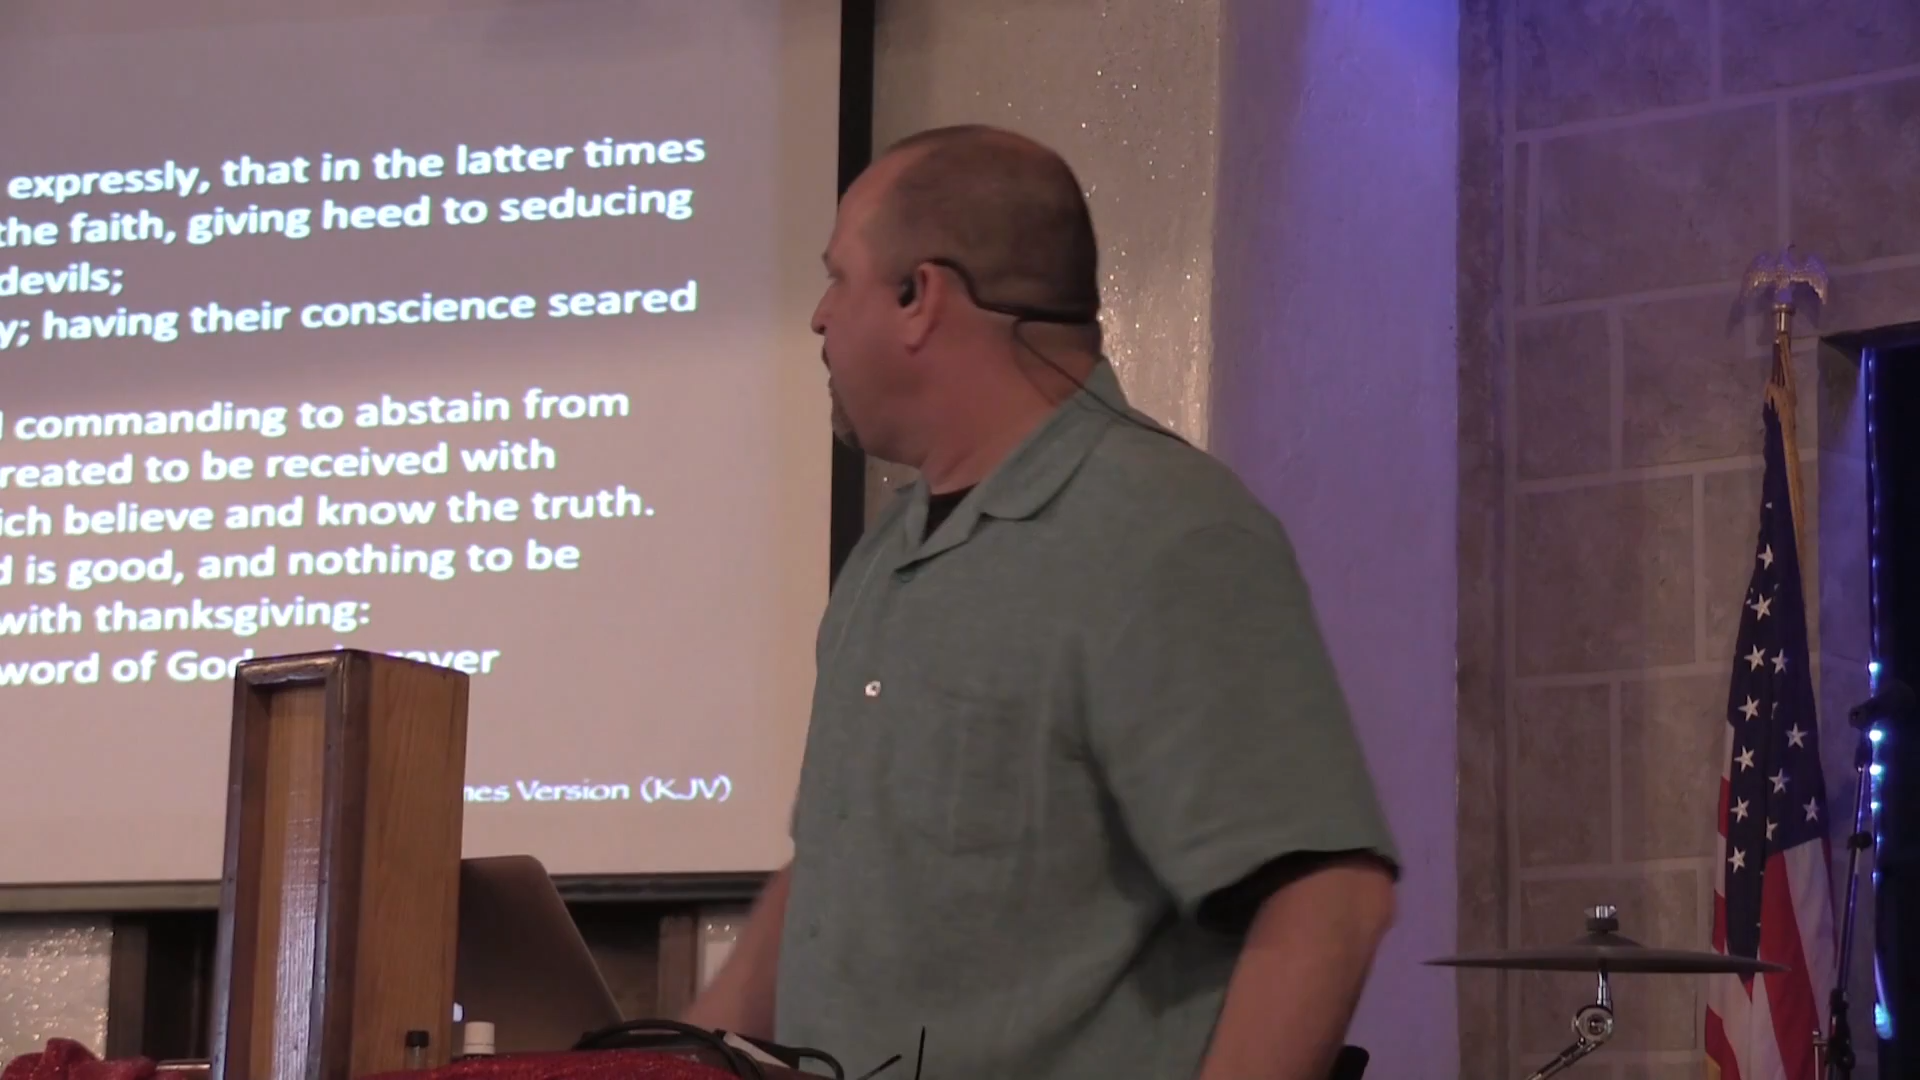 expressly, that in the latter times
the faith, giving heed to seducing
devils;
y; having their conscience seared
commanding to abstain from
reated to be received with
ich believe and know the truth.
d is good, and nothing to be
with thanksgiving:
word of God
mes Version (KJV)